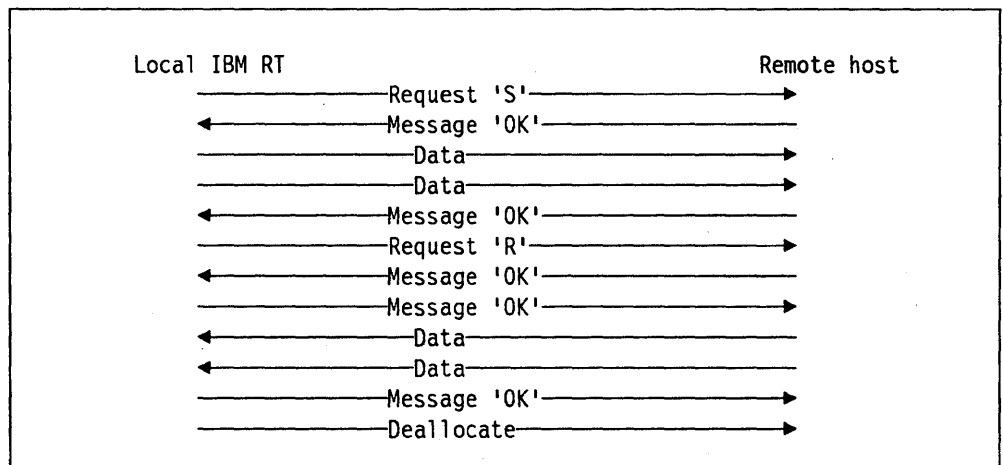 Local IBM RT Remote host
Request 'S'
Message 'OK'
Data
Data
Message 'OK'
Request 'R'
Message 'OK'
Message 'OK'
Data
Data
Message 'OK'
Deallocate